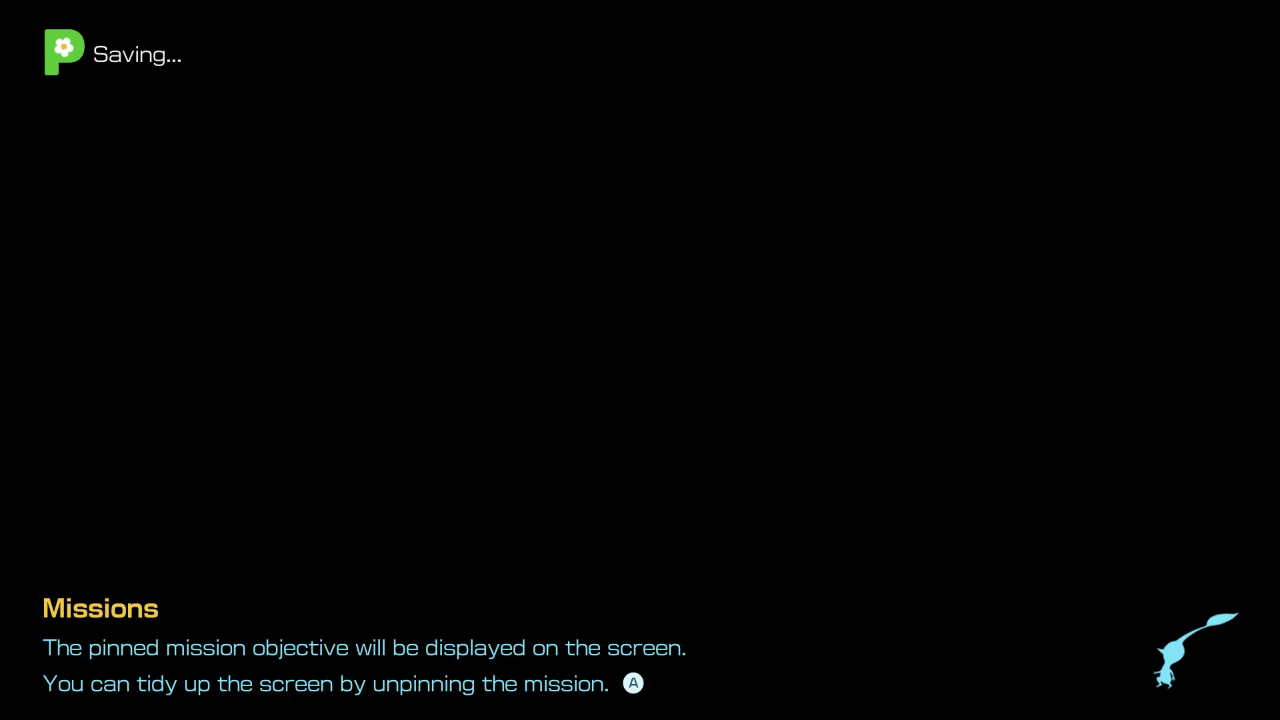 P Saving...
Missions
The pinned mission objective will be displayed on the screen.
You can tidy up the screen by unpinning the mission. A